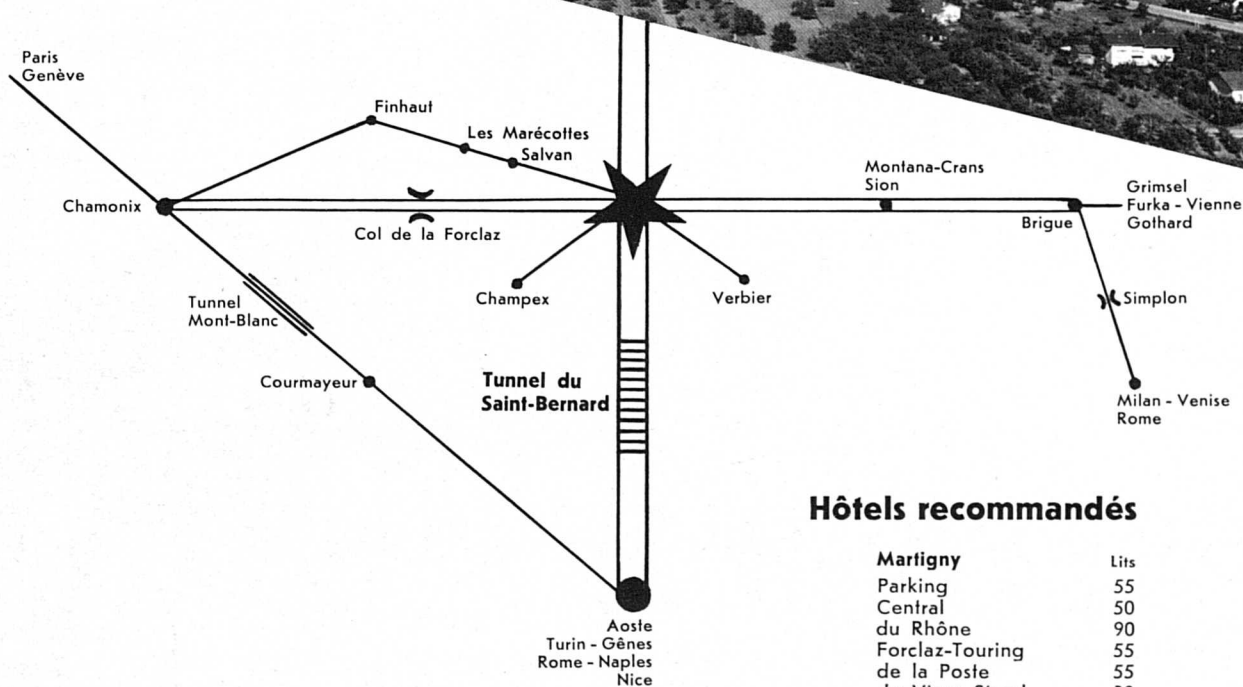 Paris
Genève
Finhaut
Les Marécottes
Salvan
Montana-Crans
Sion
Grimsel
Furka - Vienne
Gothard
Chamonix
Brigue
Col de la Forclaz
Champex
Verbier
Simplon
Tunnel
Mont-Blanc
Courmayeur
Tunnel du
Saint-Bernard
Milan - Venise
Rome
Aoste
Turin - Gênes
Rome - Naples
Nice
Hôtels recommandés
Martigny Lits
Parking 55
Central 50
du Rhône 90
Forclaz-Touring 55
de la Poste 55